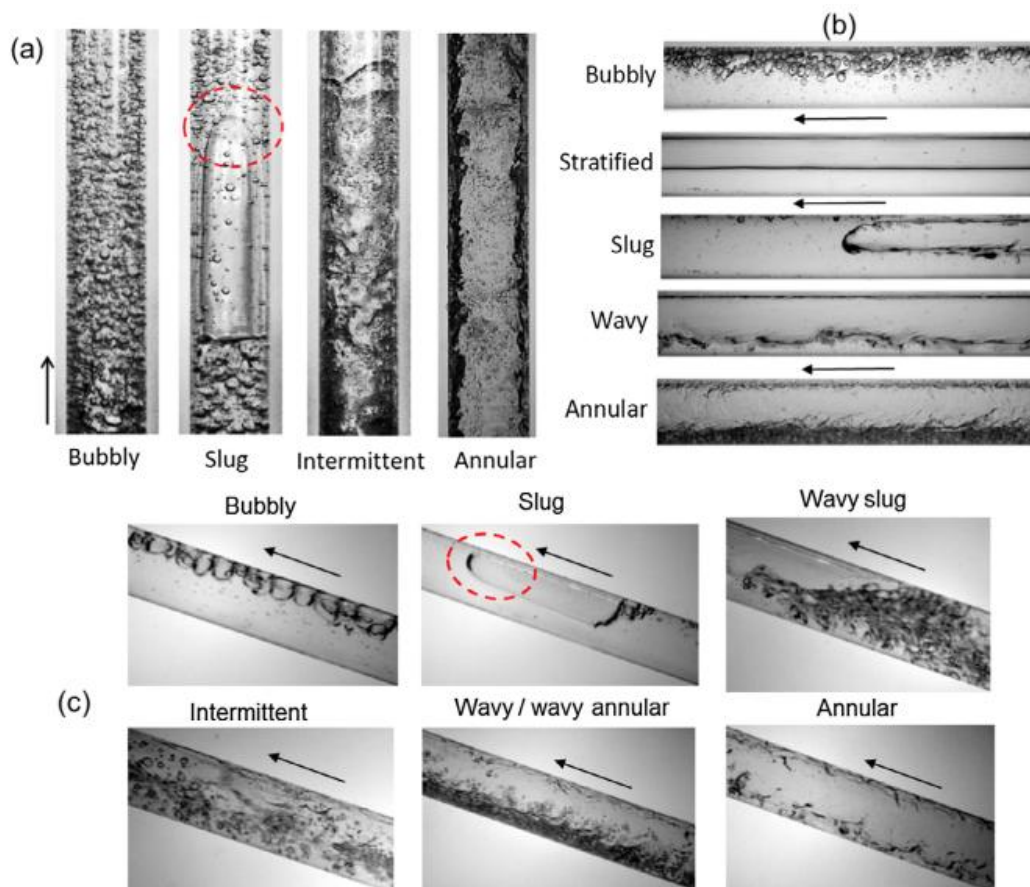 (a)
Bubbly
Slug
Intermittent
Annular
(b)
Bubbly
Stratified
Slug
Wavy
Annular
(c)
Bubbly
Slug
Wavy slug
Intermittent
Wavy / wavy annular
Annular